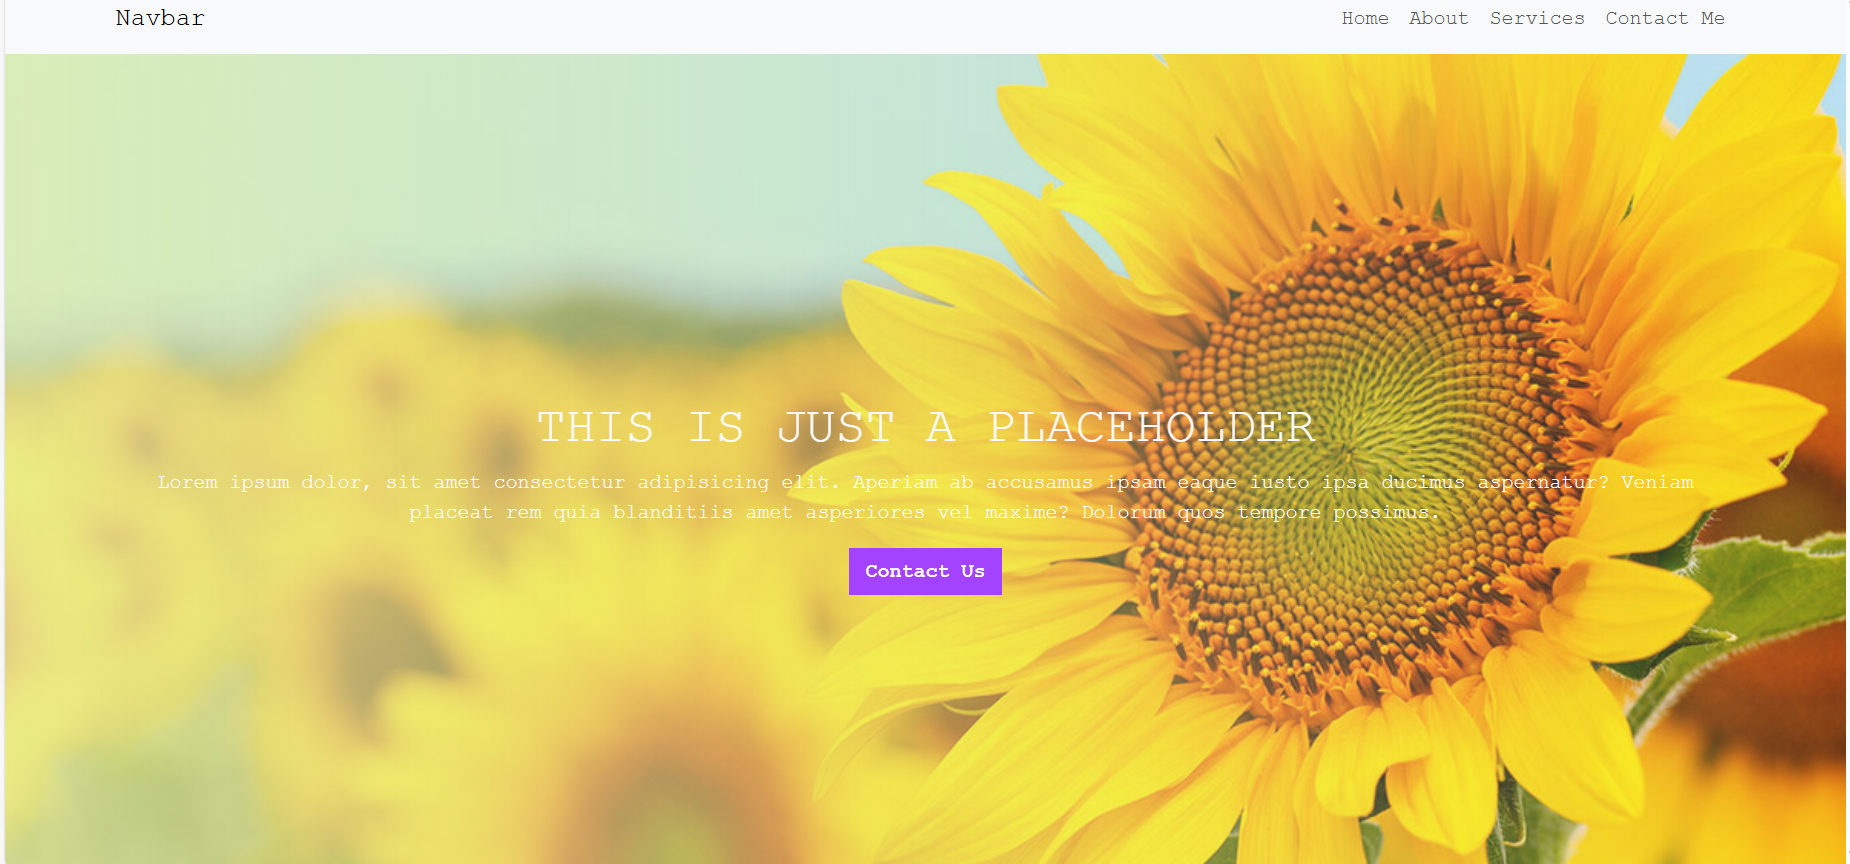 Navbar
Home About Services Contact Me
THIS IS JUST A PLACEHOLDER
Lorem ipsum dolor, sit amet consectetur adipisicing elit. Aperiam ab accusamus ipsam eaque iusto ipsa ducimus aspernatur? Veniam
placeat rem quia blanditiis amet asperiores vel maxime? Dolorum quos tempore possimus.
Contact Us